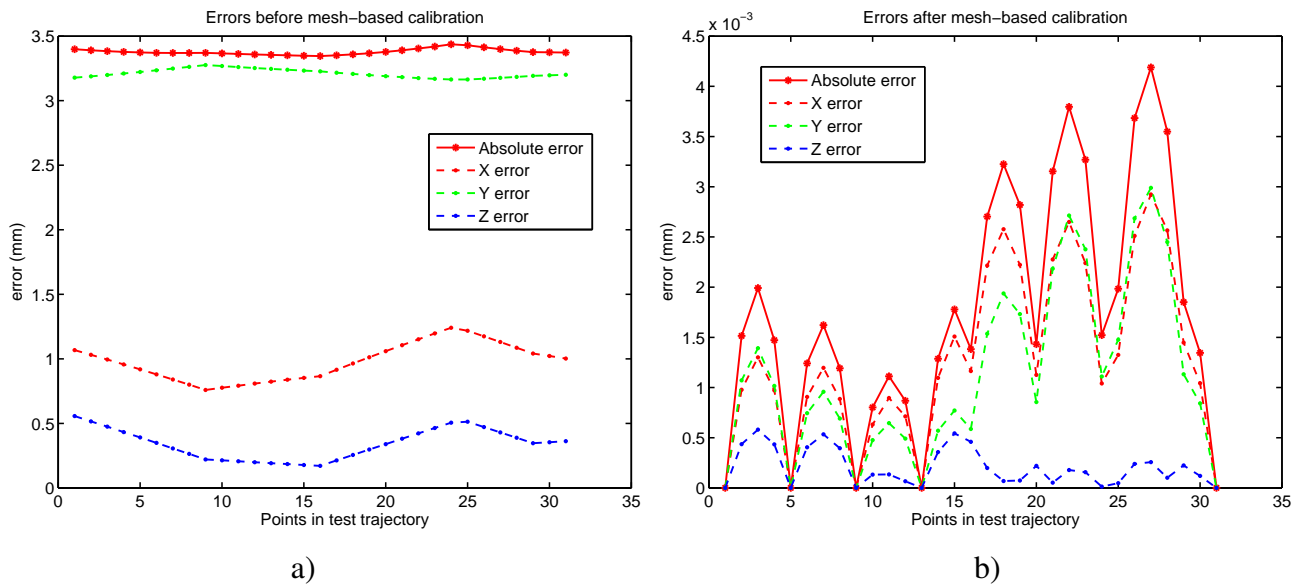 Errors before mesh−based calibration
3.5
3
2.5
2
1.5
1
0.5
0
error (mm)
Absolute error
X error
Y error
Z error
0 5 10 15 20 25 30 35
Points in test trajectory
a)
Errors after mesh−based calibration
x 10−3
4.5
4
3.5
3
2.5
2
1.5
1
0.5
0
error (mm)
Absolute error
X error
Y error
Z error
0 5 10 15 20 25 30 35
Points in test trajectory
b)